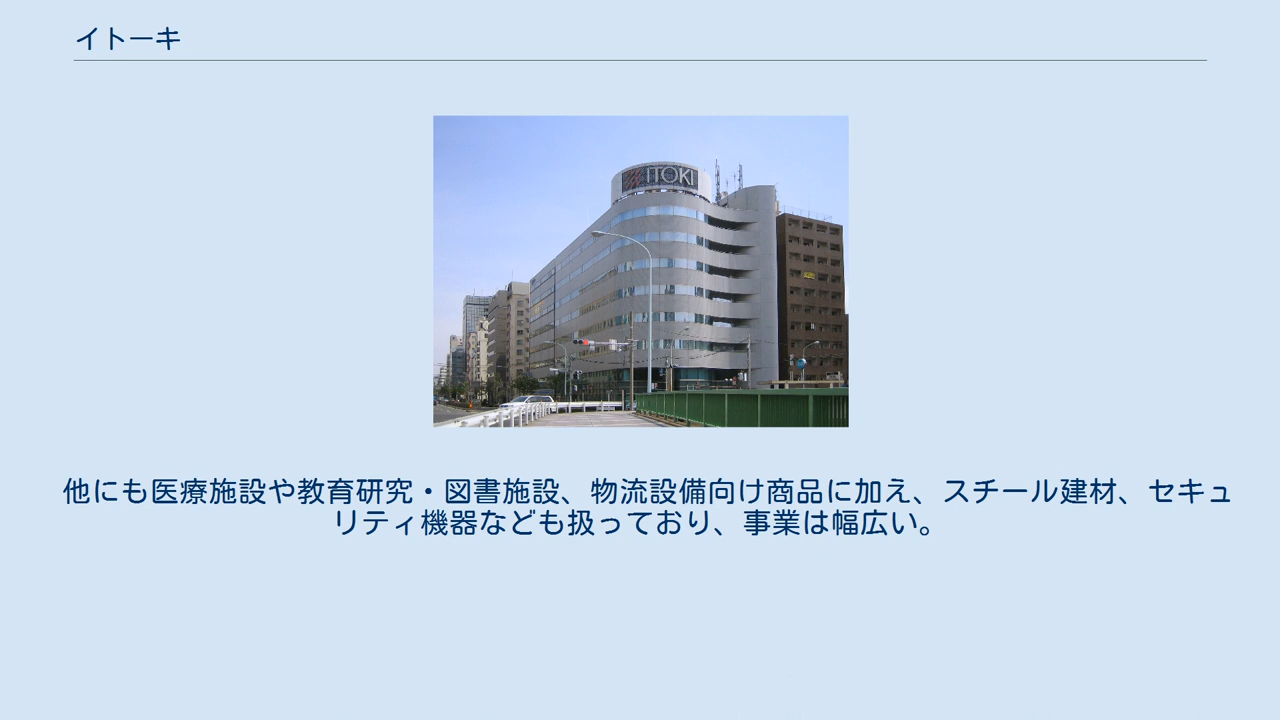 イトーキ
ITOKI
他にも医療施設や教育研究・図書施設、物流設備向け商品に加え、スチール建材、セキュ
リティ機器なども扱っており、事業は幅広い。